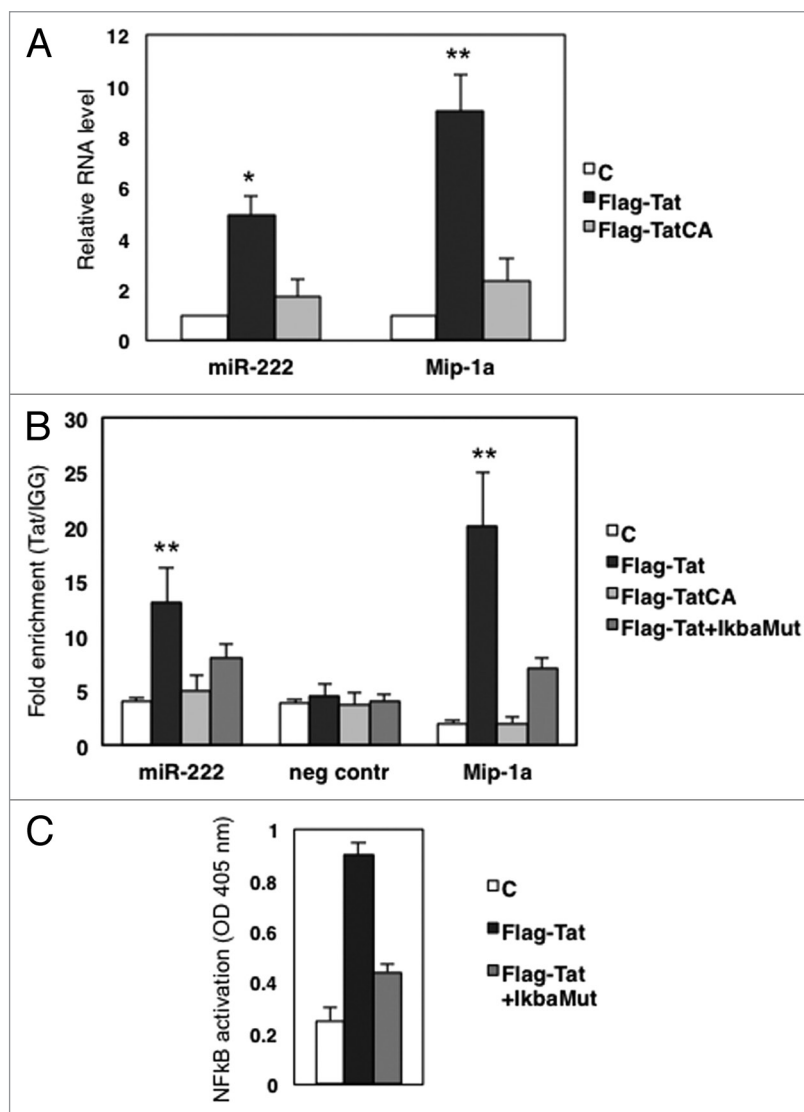 A
Relative RNA level
12
10
8
6
4
2
0
*
**
miR-222
Mip-1a
C
Flag-Tat
Flag-TatCA
B
Fold enrichment (Tat/IGG)
30
25
20
15
10
5
0
**
**
miR-222
neg contr
Mip-1a
C
Flag-Tat
Flag-TatCA
Flag-Tat+IkbaMut
C
NFkB activation (OD 405 nm)
1
0.8
0.6
0.4
0.2
0
C
Flag-Tat
Flag-Tat
+IkbaMut